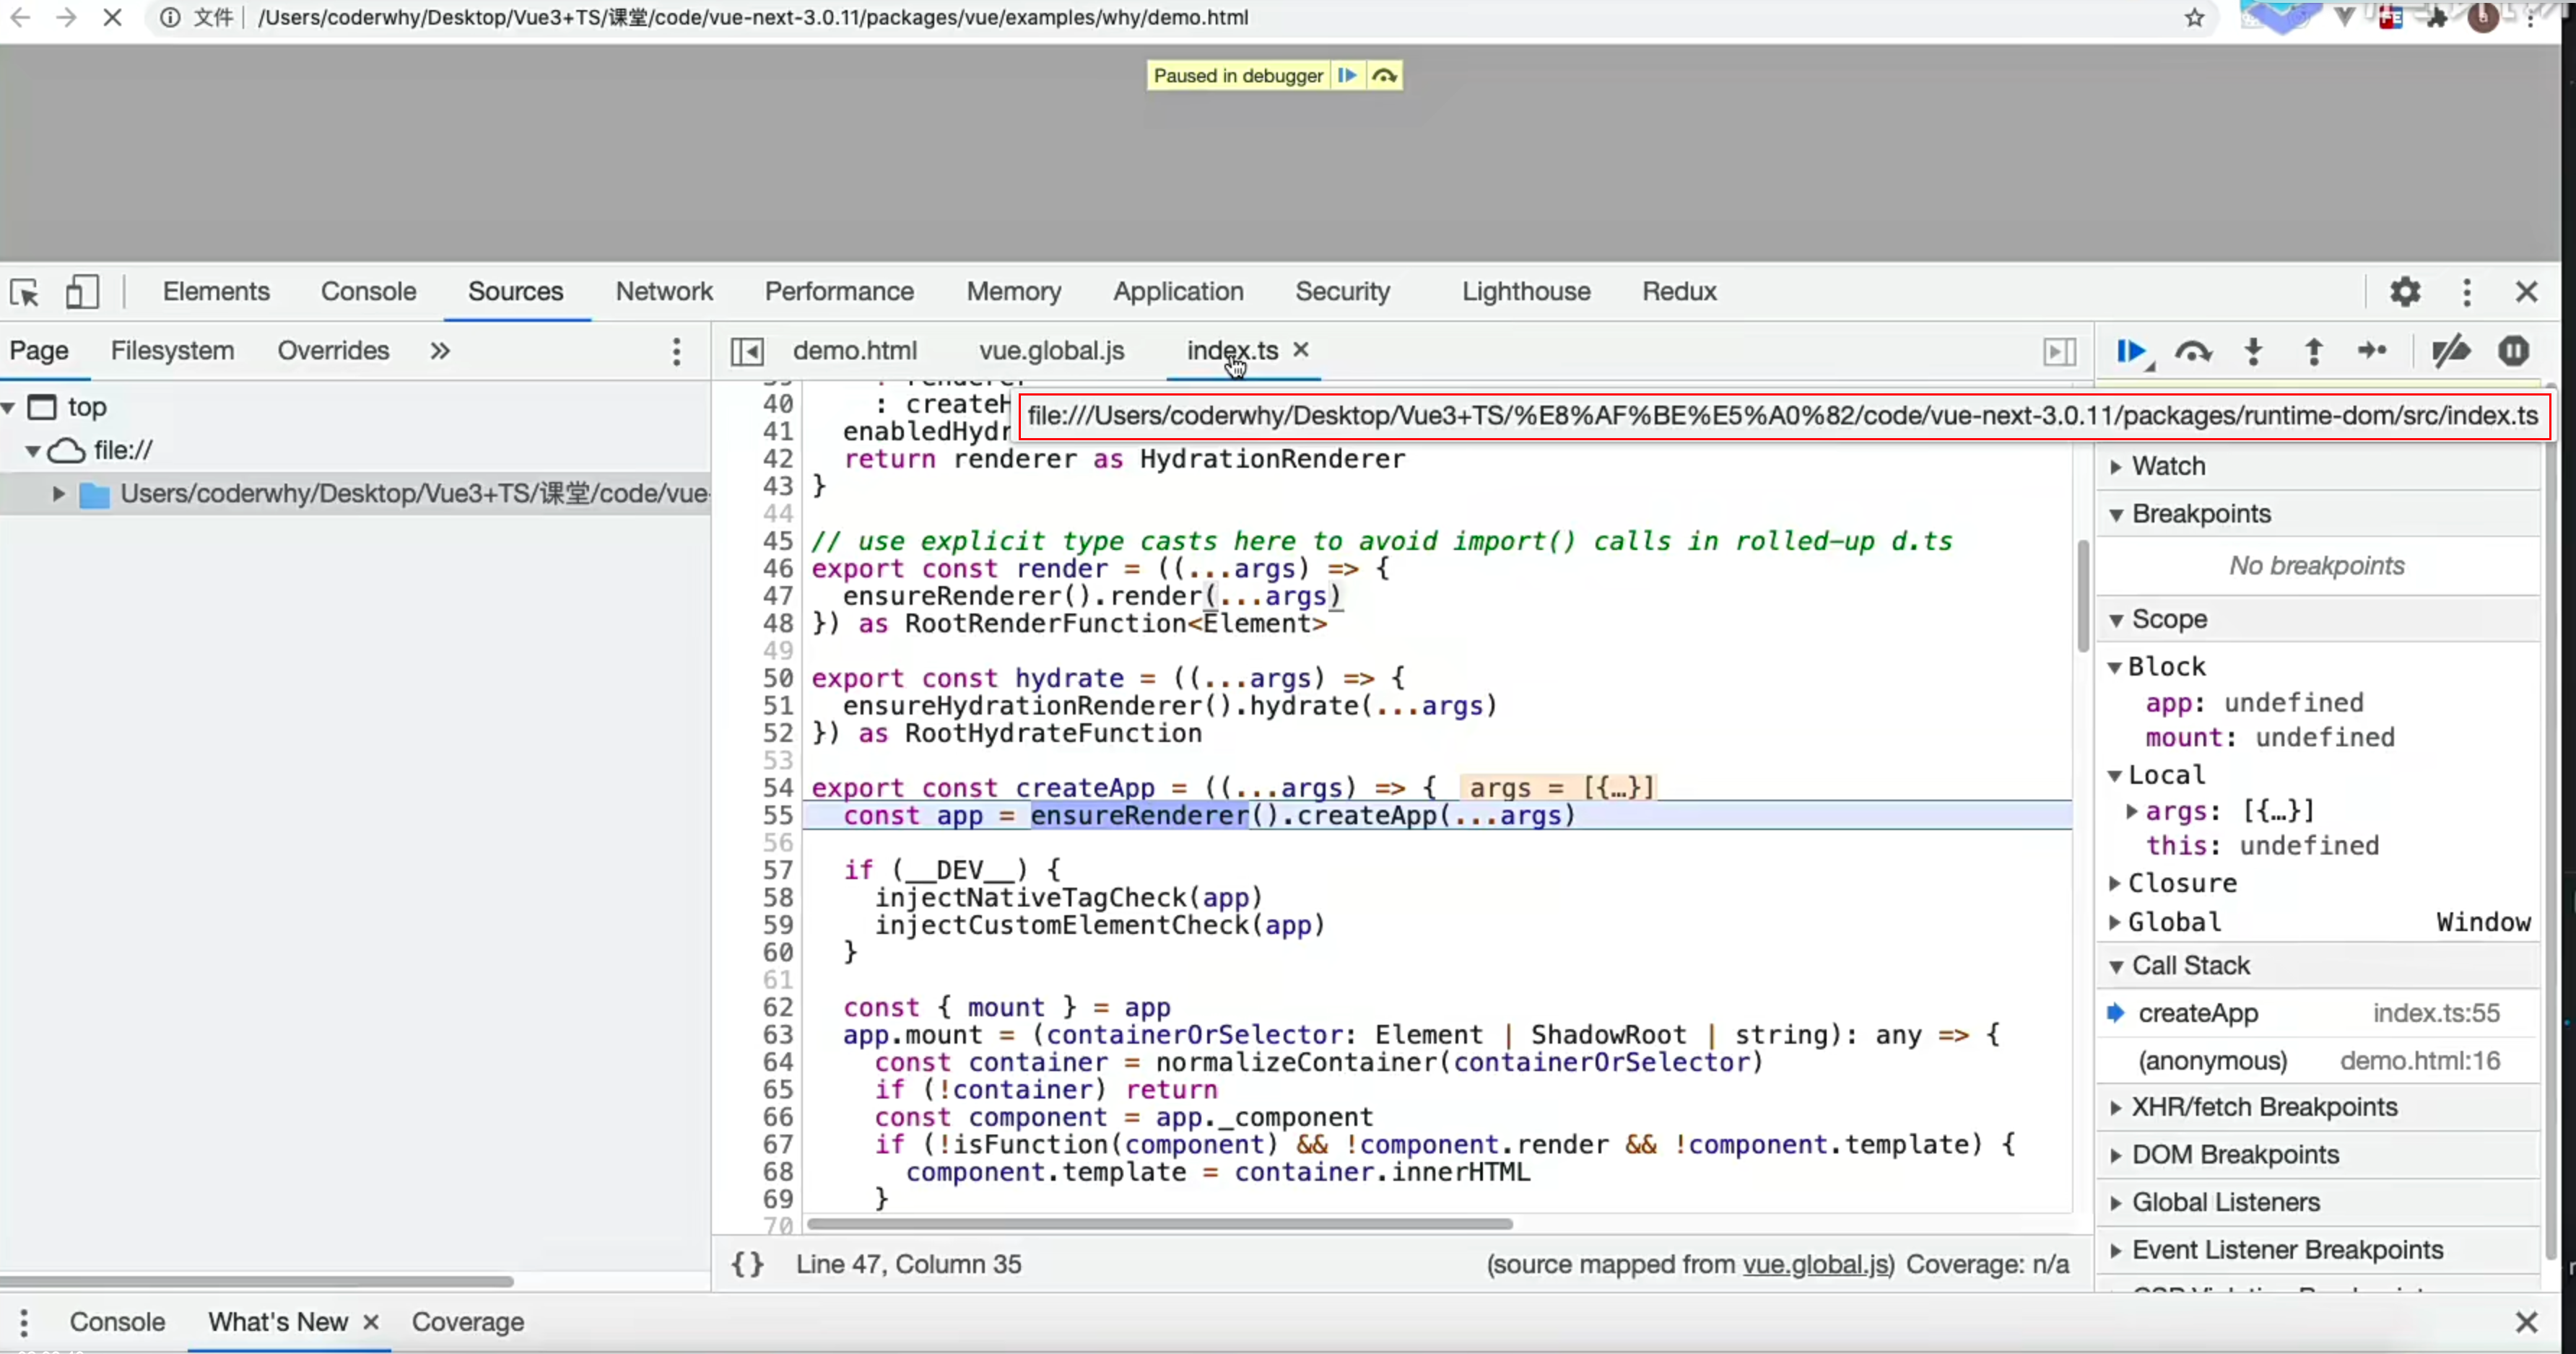 文件 /Users/coderwhy/Desktop/Vue3+TS/课堂/code/vue-next-3.0.11/packages/vue/examples/why/demo.html
Paused in debugger
Elements Console Sources Network Performance Memory Application Security Lighthouse Redux
Page Filesystem Overrides »
demo.html vue.global.js index.ts ×
file:///Users/coderwhy/Desktop/Vue3+TS/%E8%AF%BE%E5%A0%82/code/vue-next-3.0.11/packages/runtime-dom/src/index.ts
top
file://
Users/coderwhy/Desktop/Vue3+TS/课堂/code/vue-
40 : createH
41 enabledHydr
42 return renderer as HydrationRenderer
43 }
44
45 // use explicit type casts here to avoid import() calls in rolled-up d.ts
46 export const render = ((...args) => {
47 ensureRenderer().render(...args)
48 }) as RootRenderFunction<Element>
49
50 export const hydrate = ((...args) => {
51 ensureHydrationRenderer().hydrate(...args)
52 }) as RootHydrateFunction
53
54 export const createApp = ((...args) => { args = [{…}]
55 const app = ensureRenderer().createApp(...args)
56
57 if (__DEV__) {
58 injectNativeTagCheck(app)
59 injectCustomElementCheck(app)
60 }
61
62 const { mount } = app
63 app.mount = (containerOrSelector: Element | ShadowRoot | string): any => {
64 const container = normalizeContainer(containerOrSelector)
65 if (!container) return
66 const component = app._component
67 if (!isFunction(component) && !component.render && !component.template) {
68 component.template = container.innerHTML
69 }
70
{} Line 47, Column 35 (source mapped from vue.global.js) Coverage: n/a
Watch
Breakpoints
No breakpoints
Scope
Block
app: undefined
mount: undefined
Local
args: [{…}]
this: undefined
Closure
Global Window
Call Stack
createApp index.ts:55
(anonymous) demo.html:16
XHR/fetch Breakpoints
DOM Breakpoints
Global Listeners
Event Listener Breakpoints
Console What's New × Coverage